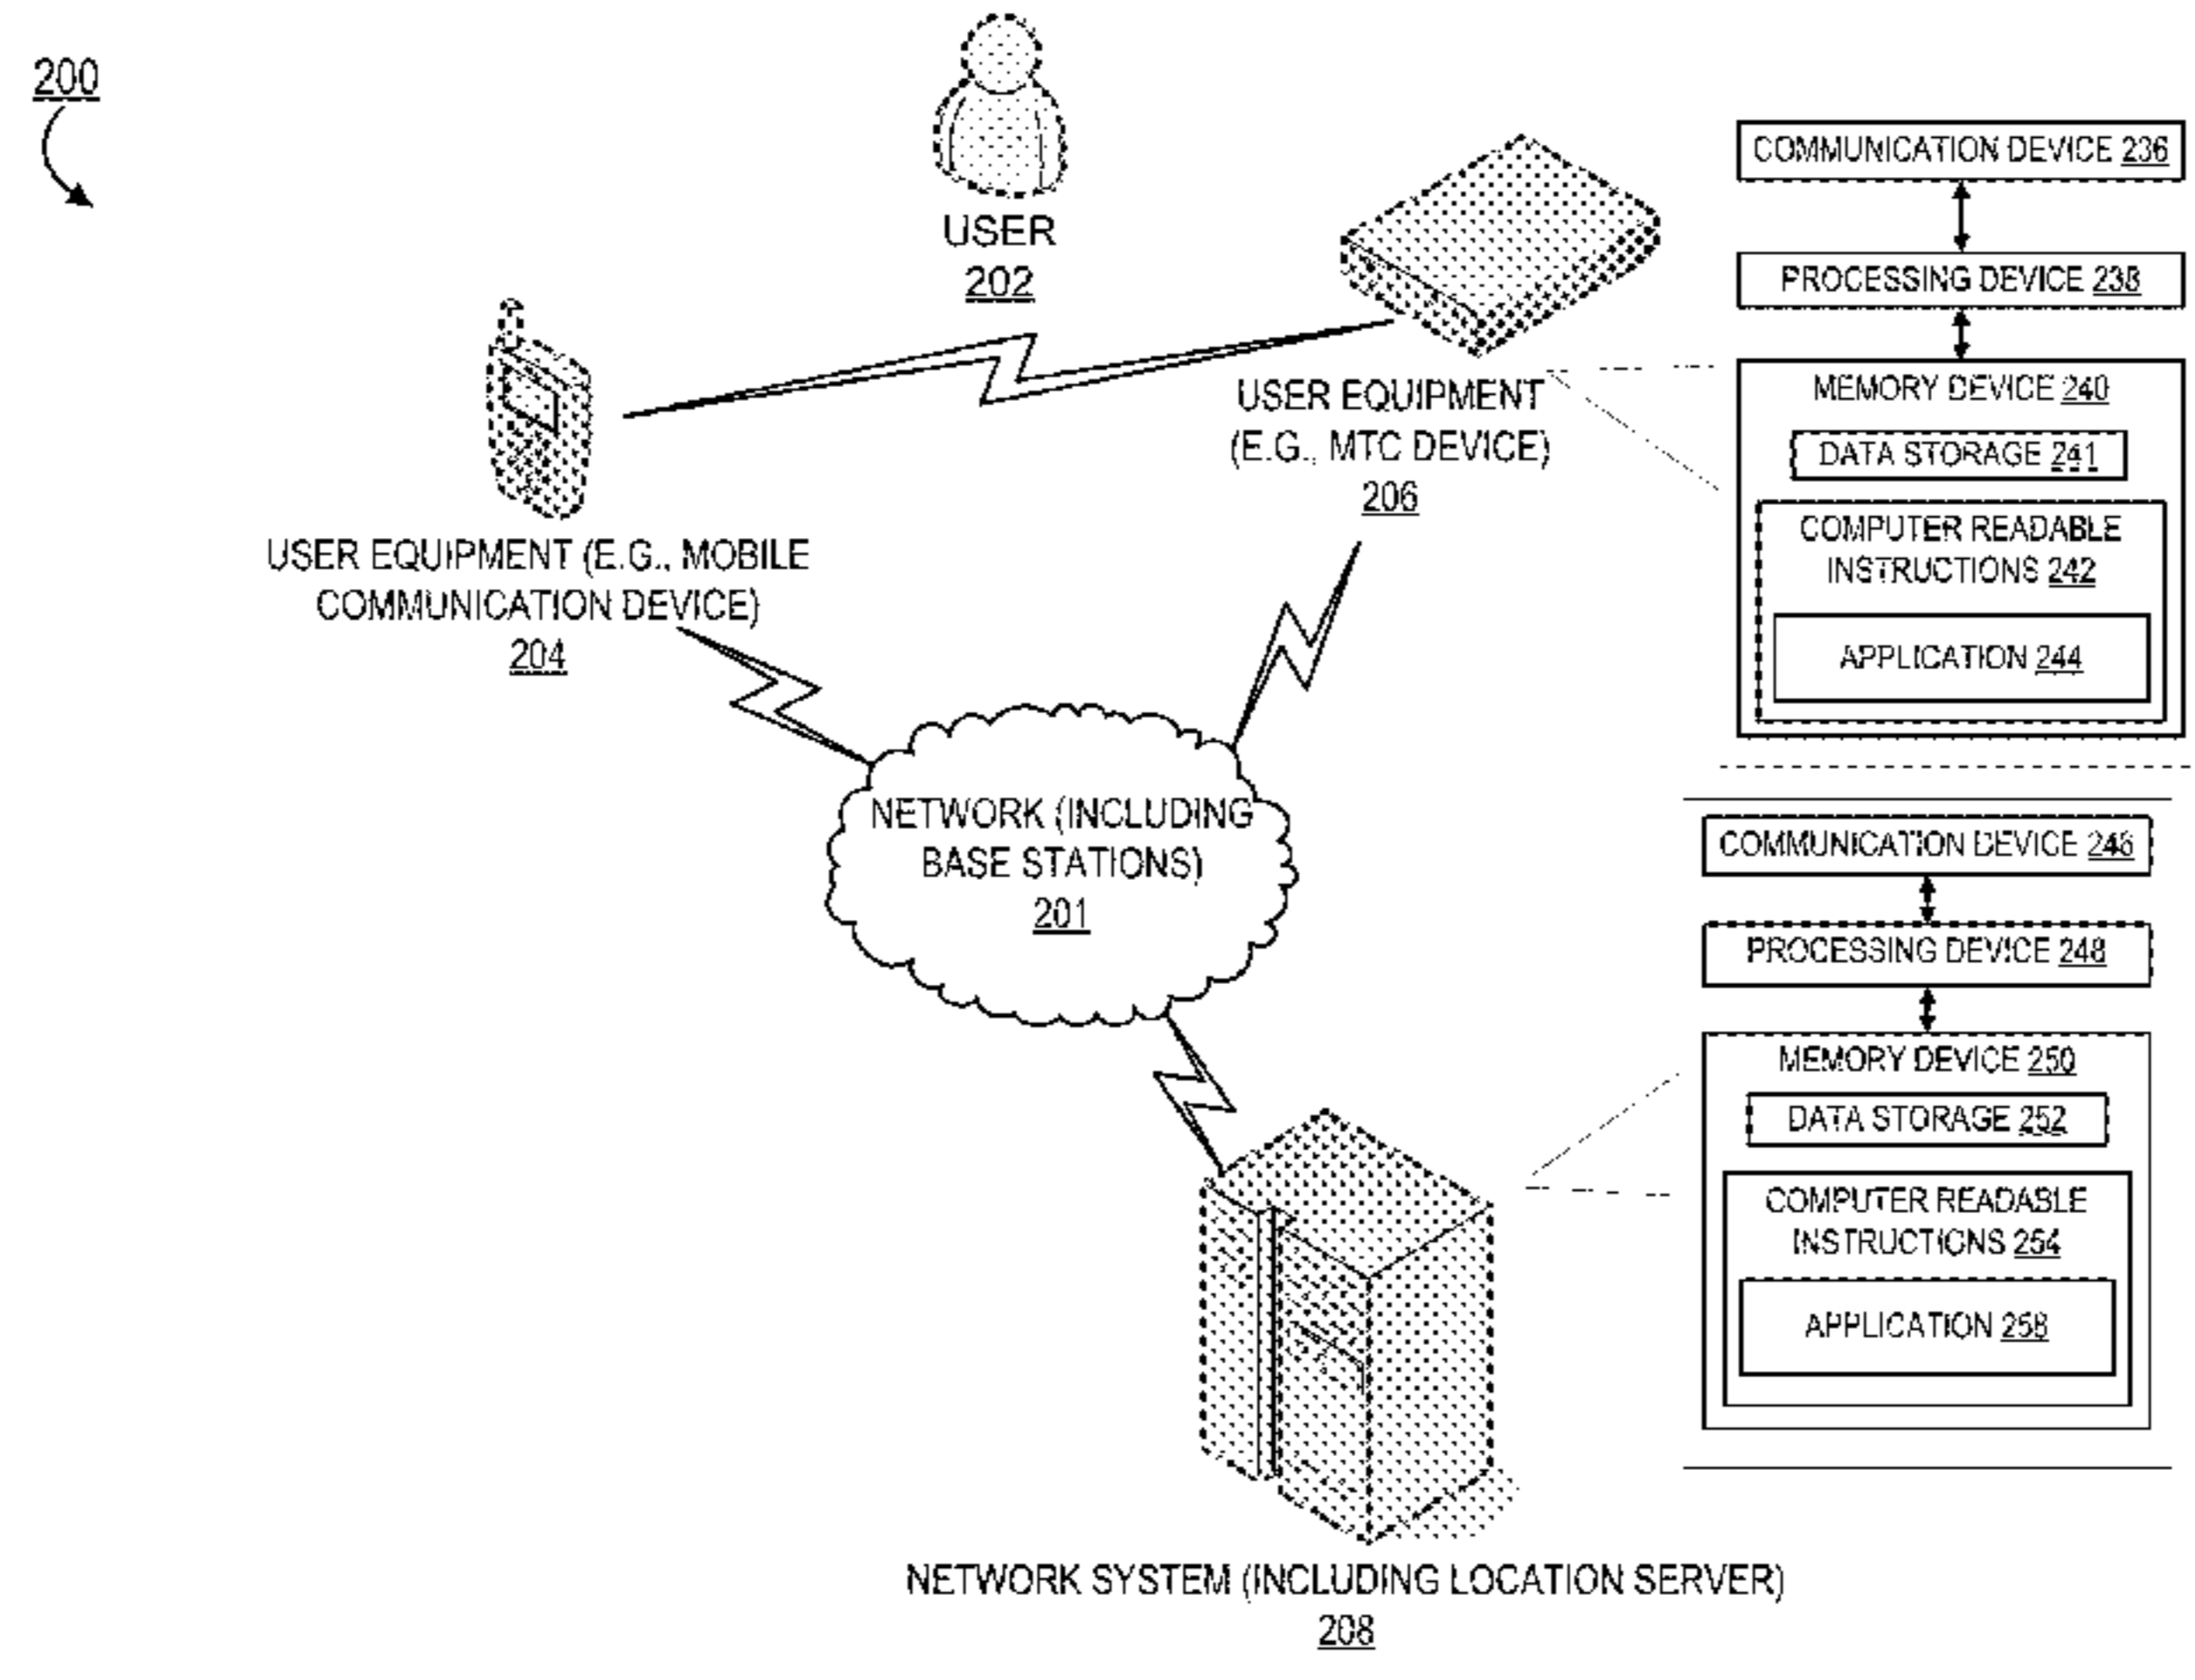 200
USER
202
COMMUNICATION DEVICE 236
PROCESSING DEVICE 238
MEMORY DEVICE 240
DATA STORAGE 241
COMPUTER READABLE
INSTRUCTIONS 242
APPLICATION 244
USER EQUIPMENT
(E.G., MTC DEVICE)
206
USER EQUIPMENT (E.G., MOBILE
COMMUNICATION DEVICE)
204
NETWORK (INCLUDING
BASE STATIONS)
201
COMMUNICATION DEVICE 246
PROCESSING DEVICE 248
MEMORY DEVICE 250
DATA STORAGE 252
COMPUTER READABLE
INSTRUCTIONS 254
APPLICATION 258
NETWORK SYSTEM (INCLUDING LOCATION SERVER)
208